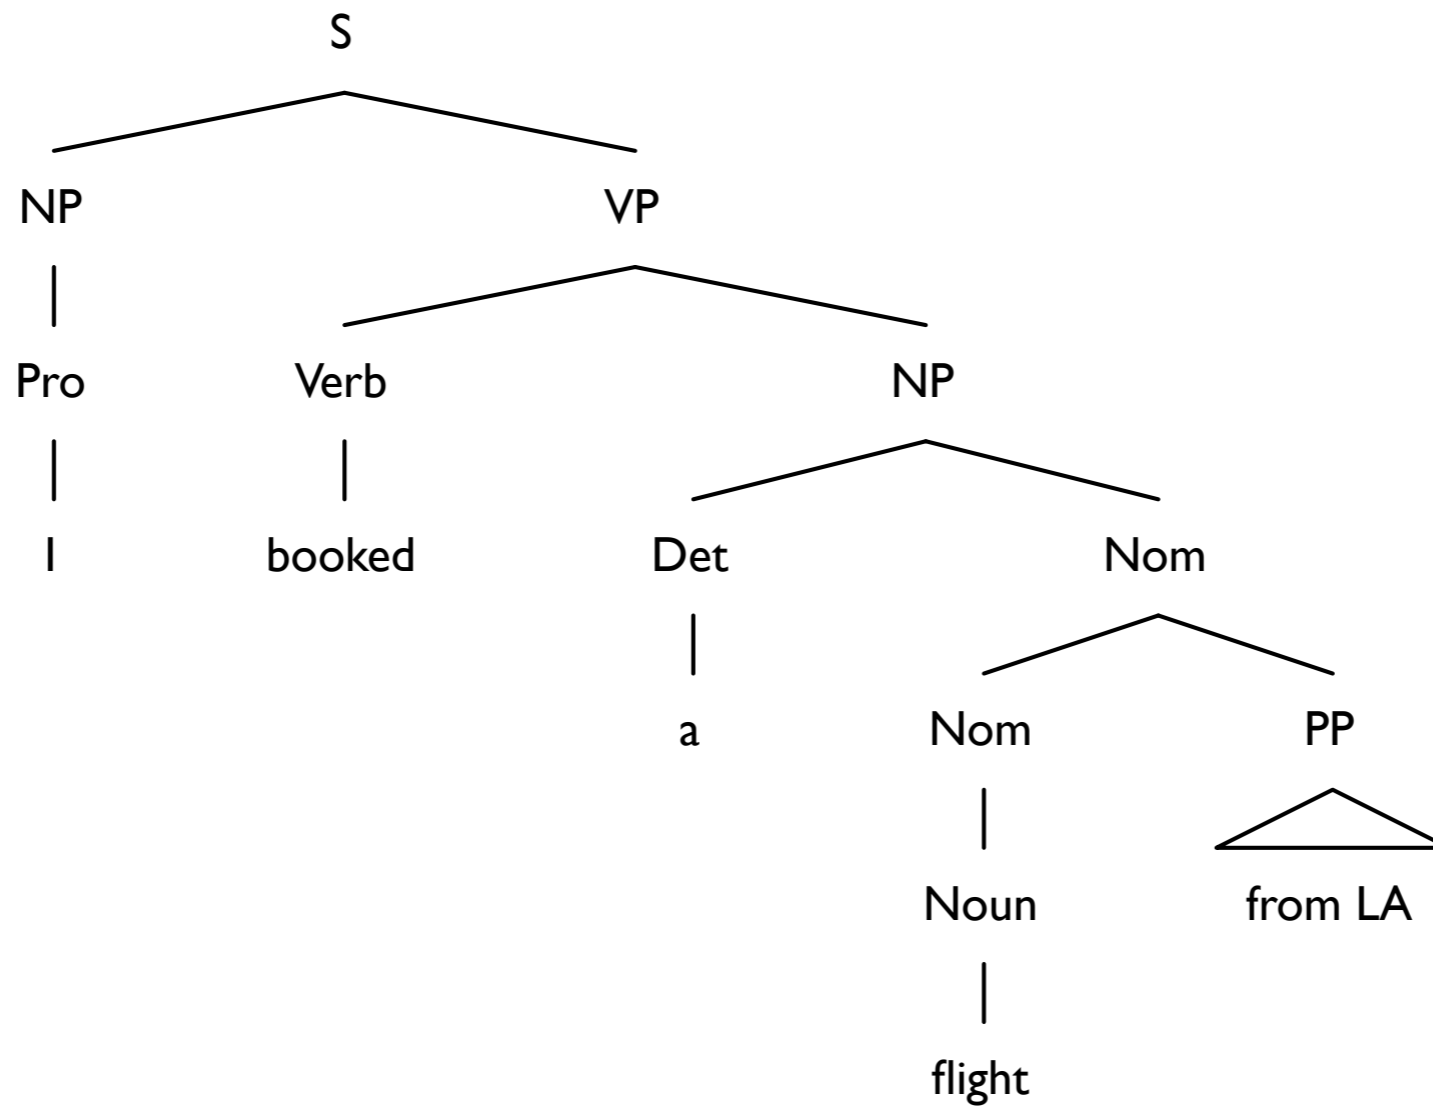 S
NP VP
Pro Verb NP
I booked Det Nom
a Nom PP
Noun from LA
flight